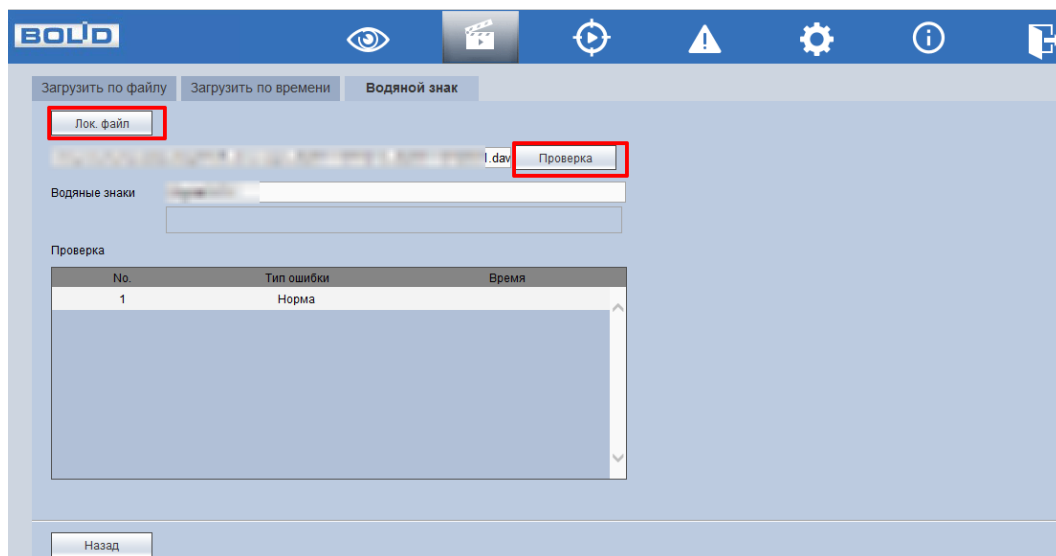 BOLID
Загрузить по файлу Загрузить по времени Водяной знак
Лок. файл
1.dav Проверка
Водяные знаки
Проверка
No. Тип ошибки Время
1 Норма
Назад